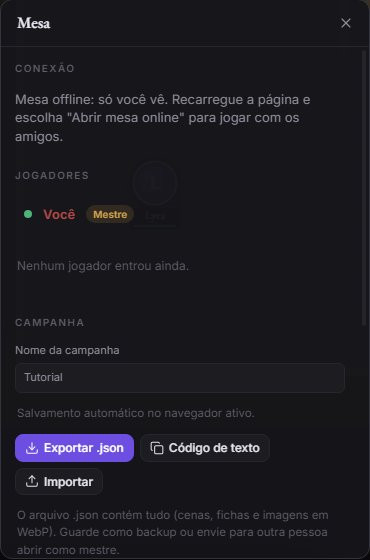 Mesa
CONEXÃO
Mesa offline: só você vê. Recarregue a página e
escolha "Abrir mesa online" para jogar com os
amigos.
JOGADORES
Você Mestre
Nenhum jogador entrou ainda.
CAMPANHA
Nome da campanha
Tutorial
Salvamento automático no navegador ativo.
Exportar .json Código de texto
Importar
O arquivo .json contém tudo (cenas, fichas e imagens em
WebP). Guarde como backup ou envie para outra pessoa
abrir como mestre.